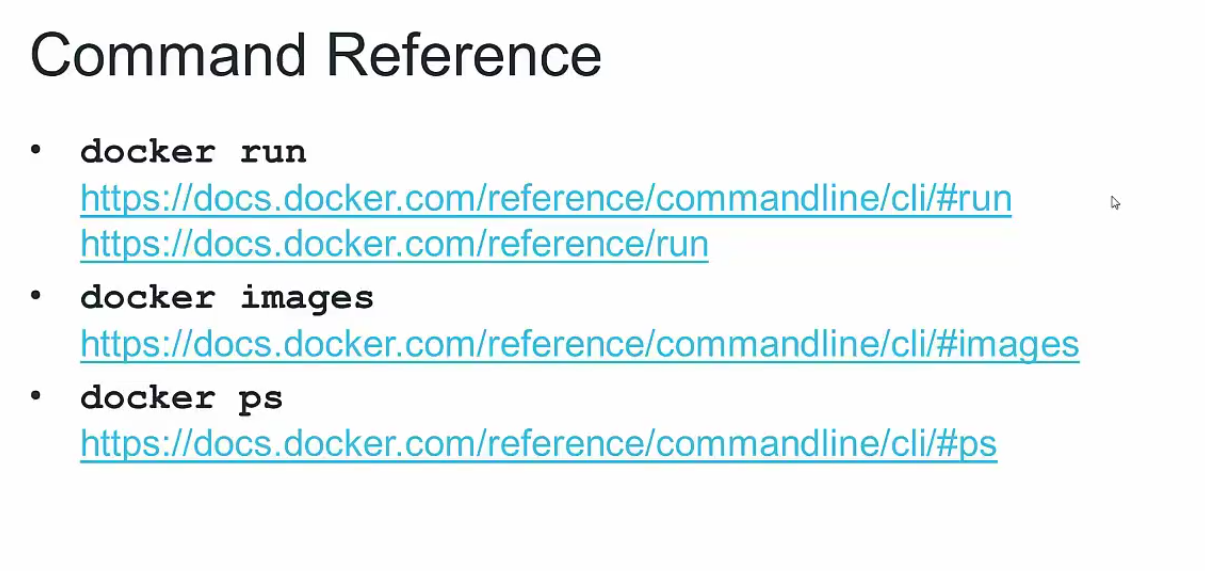 Command Reference
• docker run
https://docs.docker.com/reference/commandline/cli/#run
https://docs.docker.com/reference/run
• docker images
https://docs.docker.com/reference/commandline/cli/#images
• docker ps
https://docs.docker.com/reference/commandline/cli/#ps